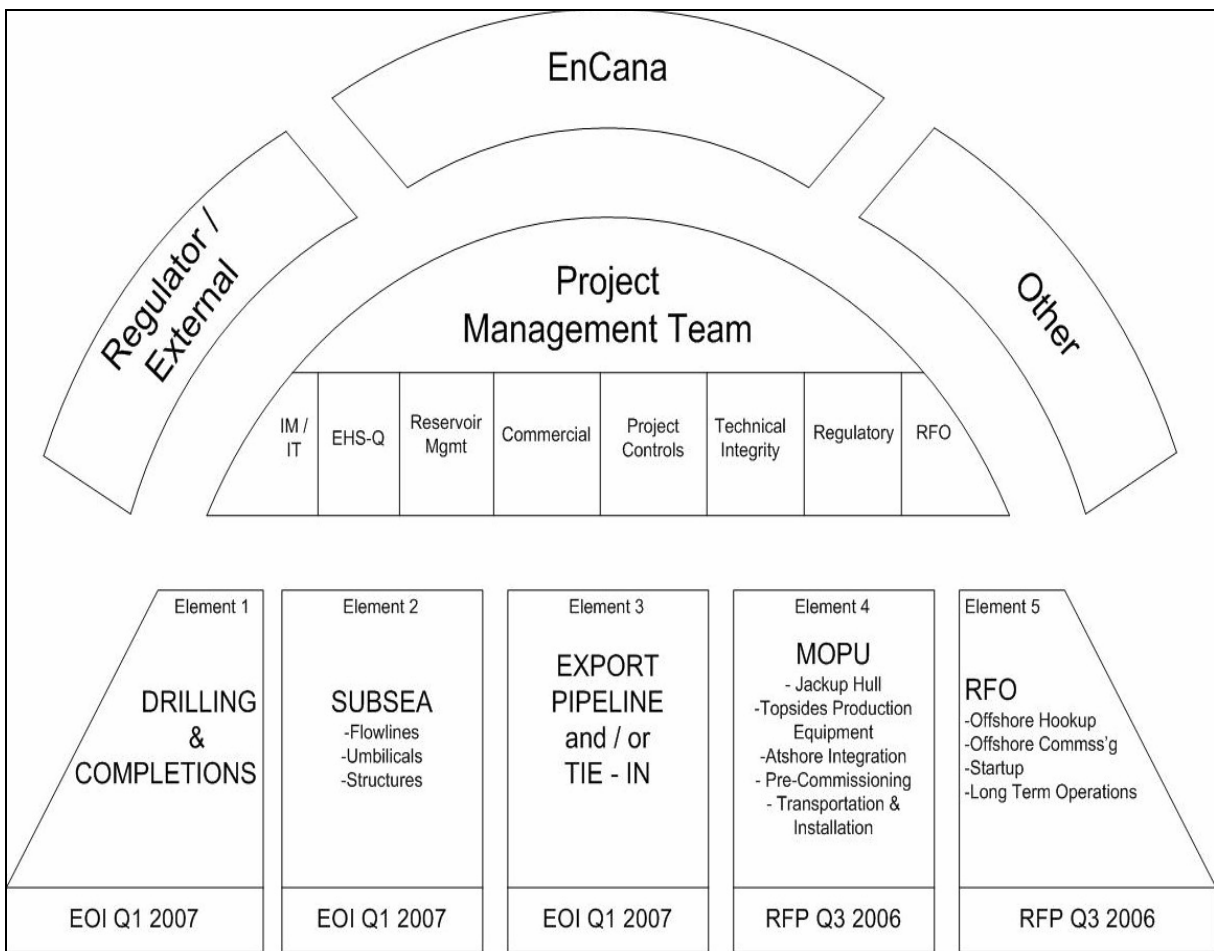 EnCana
Regulator /
External
Other
Project
Management Team
IM /
IT
EHS-Q
Reservoir
Mgmt
Commercial
Project
Controls
Technical
Integrity
Regulatory
RFO
Element 1
DRILLING
&
COMPLETIONS
EOI Q1 2007
Element 2
SUBSEA
-Flowlines
-Umbilicals
-Structures
EOI Q1 2007
Element 3
EXPORT
PIPELINE
and / or
TIE - IN
EOI Q1 2007
Element 4
MOPU
- Jackup Hull
-Topsides Production
Equipment
-Atshore Integration
- Pre-Commissioning
- Transportation &
Installation
RFP Q3 2006
Element 5
RFO
-Offshore Hookup
-Offshore Commss'g
-Startup
-Long Term Operations
RFP Q3 2006